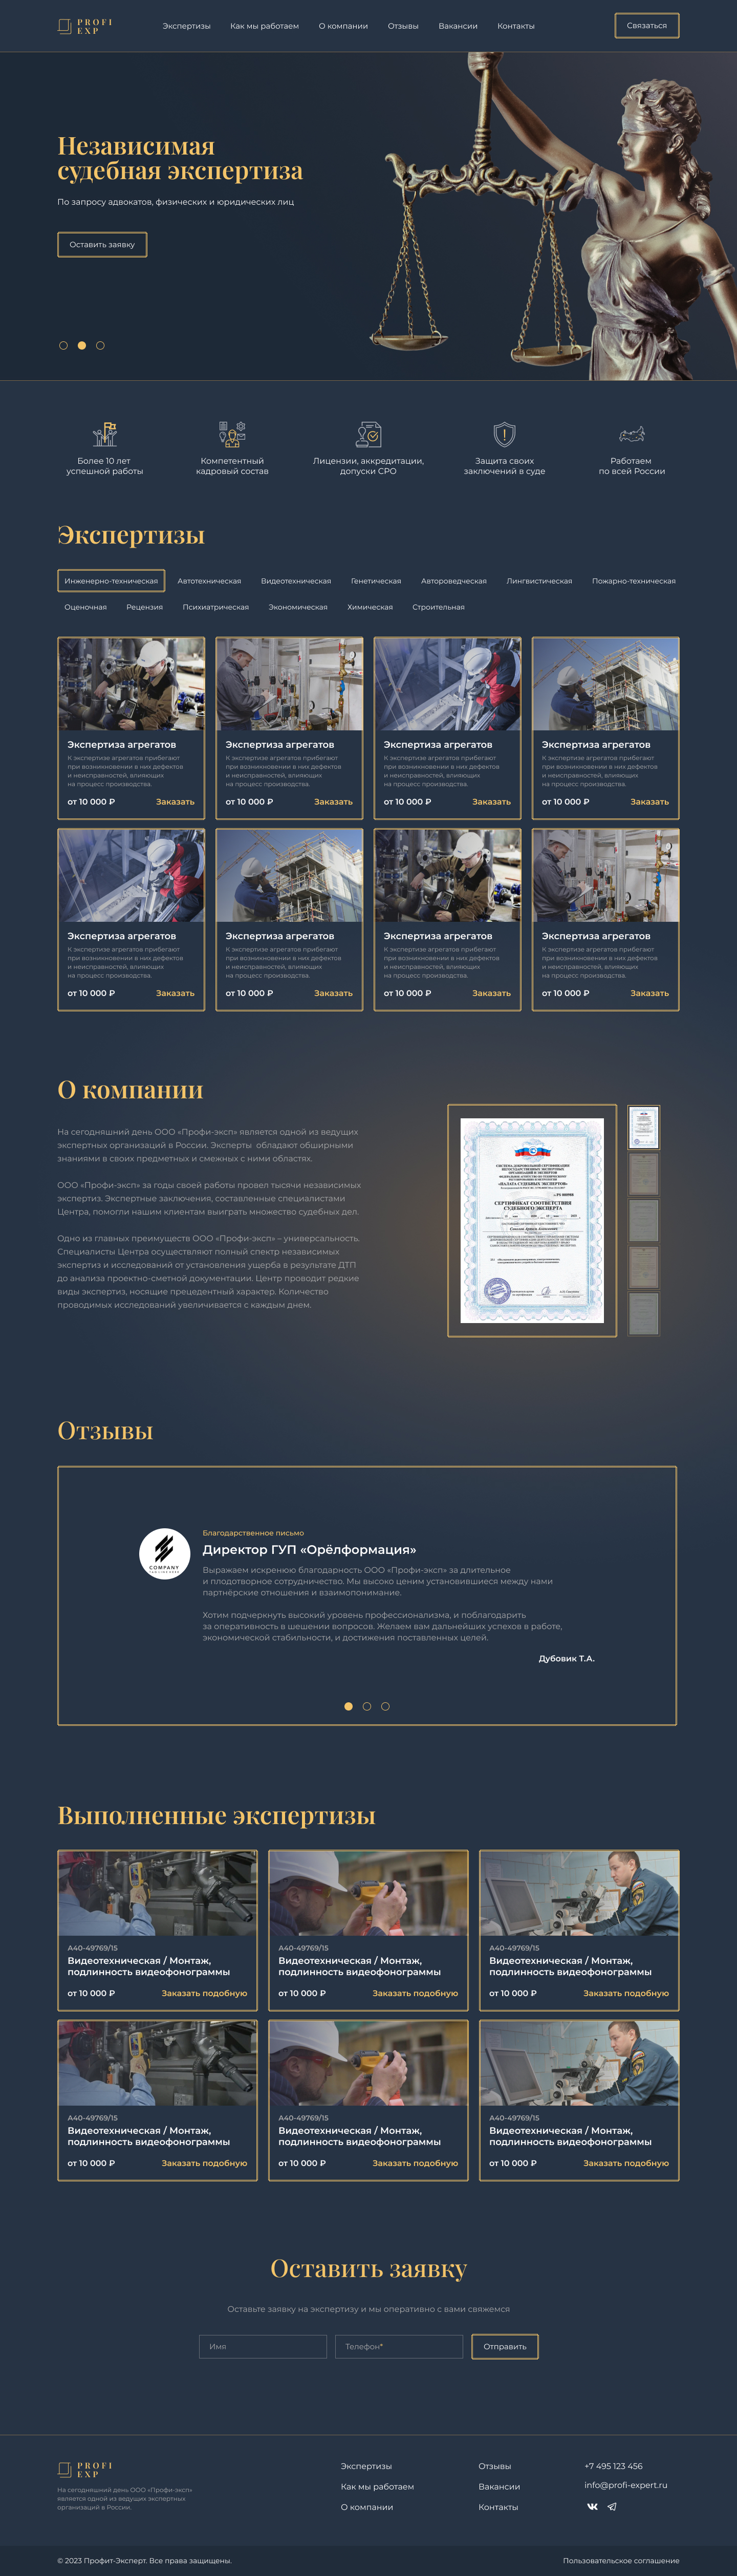 PROFI
EXP
Экспертизы
Как мы работаем
О компании
Отзывы
Вакансии
Контакты
Связаться
Независимая
судебная экспертиза
По запросу адвокатов, физических и юридических лиц
Оставить заявку
Более 10 лет
успешной работы
Компетентный
кадровый состав
Лицензии, аккредитации,
допуски СРО
Защита своих
заключений в суде
Работаем
по всей России
Экспертизы
Инженерно-техническая
Автотехническая
Видеотехническая
Генетическая
Автороведческая
Лингвистическая
Пожарно-техническая
Оценочная
Рецензия
Психиатрическая
Экономическая
Химическая
Строительная
Экспертиза агрегатов
К экспертизе агрегатов прибегают
при возникновении в них дефектов
и неисправностей, влияющих
на процесс производства.
от 10 000 ₽
Заказать
Экспертиза агрегатов
К экспертизе агрегатов прибегают
при возникновении в них дефектов
и неисправностей, влияющих
на процесс производства.
от 10 000 ₽
Заказать
Экспертиза агрегатов
К экспертизе агрегатов прибегают
при возникновении в них дефектов
и неисправностей, влияющих
на процесс производства.
от 10 000 ₽
Заказать
Экспертиза агрегатов
К экспертизе агрегатов прибегают
при возникновении в них дефектов
и неисправностей, влияющих
на процесс производства.
от 10 000 ₽
Заказать
Экспертиза агрегатов
К экспертизе агрегатов прибегают
при возникновении в них дефектов
и неисправностей, влияющих
на процесс производства.
от 10 000 ₽
Заказать
Экспертиза агрегатов
К экспертизе агрегатов прибегают
при возникновении в них дефектов
и неисправностей, влияющих
на процесс производства.
от 10 000 ₽
Заказать
Экспертиза агрегатов
К экспертизе агрегатов прибегают
при возникновении в них дефектов
и неисправностей, влияющих
на процесс производства.
от 10 000 ₽
Заказать
Экспертиза агрегатов
К экспертизе агрегатов прибегают
при возникновении в них дефектов
и неисправностей, влияющих
на процесс производства.
от 10 000 ₽
Заказать
О компании
На сегодняшний день ООО «Профи-эксп» является одной из ведущих
экспертных организаций в России. Эксперты обладают обширными
знаниями в своих предметных и смежных с ними областях.
ООО «Профи-эксп» за годы своей работы провел тысячи независимых
экспертиз. Экспертные заключения, составленные специалистами
Центра, помогли нашим клиентам выиграть множество судебных дел.
Одно из главных преимуществ ООО «Профи-эксп» – универсальность.
Специалисты Центра осуществляют полный спектр независимых
экспертиз и исследований от установления ущерба в результате ДТП
до анализа проектно-сметной документации. Центр проводит редкие
виды экспертиз, носящие прецедентный характер. Количество
проводимых исследований увеличивается с каждым днем.
СЕРТИФИКАТ СООТВЕТСТВИЯ
СУДЕБНОГО ЭКСПЕРТА
Отзывы
COMPANY
Благодарственное письмо
Директор ГУП «Орёлформация»
Выражаем искренюю благодарность ООО «Профи-эксп» за длительное
и плодотворное сотрудничество. Мы высоко ценим установившиеся между нами
партнёрские отношения и взаимопонимание.
Хотим подчеркнуть высокий уровень профессионализма, и поблагодарить
за оперативность в шешении вопросов. Желаем вам дальнейших успехов в работе,
экономической стабильности, и достижения поставленных целей.
Дубовик Т.А.
Выполненные экспертизы
А40-49769/15
Видеотехническая / Монтаж,
подлинность видеофонограммы
от 10 000 ₽
Заказать подобную
А40-49769/15
Видеотехническая / Монтаж,
подлинность видеофонограммы
от 10 000 ₽
Заказать подобную
А40-49769/15
Видеотехническая / Монтаж,
подлинность видеофонограммы
от 10 000 ₽
Заказать подобную
А40-49769/15
Видеотехническая / Монтаж,
подлинность видеофонограммы
от 10 000 ₽
Заказать подобную
А40-49769/15
Видеотехническая / Монтаж,
подлинность видеофонограммы
от 10 000 ₽
Заказать подобную
А40-49769/15
Видеотехническая / Монтаж,
подлинность видеофонограммы
от 10 000 ₽
Заказать подобную
Оставить заявку
Оставьте заявку на экспертизу и мы оперативно с вами свяжемся
Имя
Телефон*
Отправить
PROFI
EXP
На сегодняшний день ООО «Профи-эксп»
является одной из ведущих экспертных
организаций в России.
Экспертизы
Как мы работаем
О компании
Отзывы
Вакансии
Контакты
+7 495 123 456
info@profi-expert.ru
© 2023 Профит-Эксперт. Все права защищены.
Пользовательское соглашение